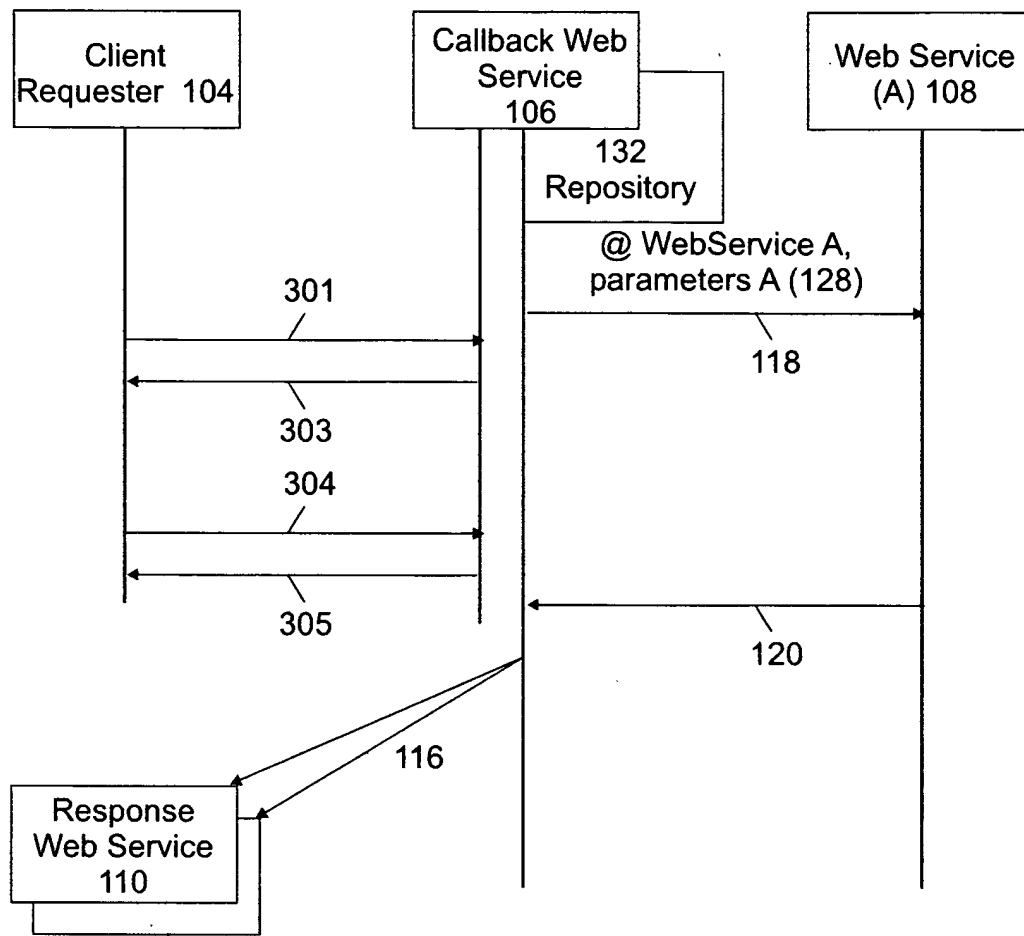 Client
Requester 104
Callback Web
Service
106
Web Service
(A) 108
132
Repository
@ WebService A,
parameters A (128)
301
118
303
304
305
120
116
Response
Web Service
110